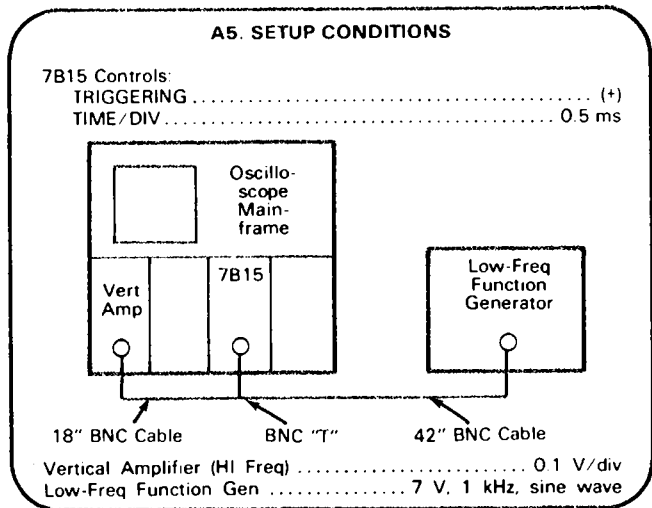 A5. SETUP CONDITIONS
7B15 Controls:
TRIGGERING ........................................ (+)
TIME/DIV ........................................ 0.5 ms
Oscillo-
scope
Main-
frame
Vert
Amp
7B15
Low-Freq
Function
Generator
18" BNC Cable
BNC "T"
42" BNC Cable
Vertical Amplifier (HI Freq) ...................... 0.1 V/div
Low-Freq Function Gen ............. 7 V, 1 kHz, sine wave